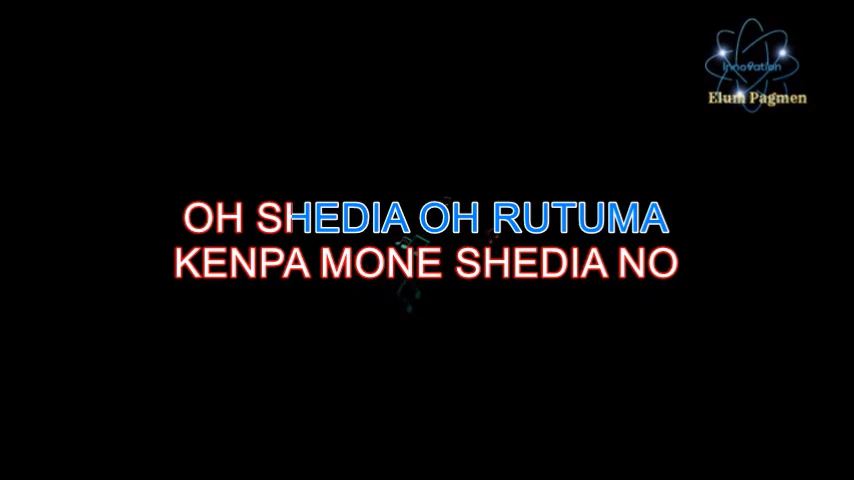 Innovation
Elum Pagmen
OH SHEDIA OH RUTUMA
KENPA MONE SHEDIA NO